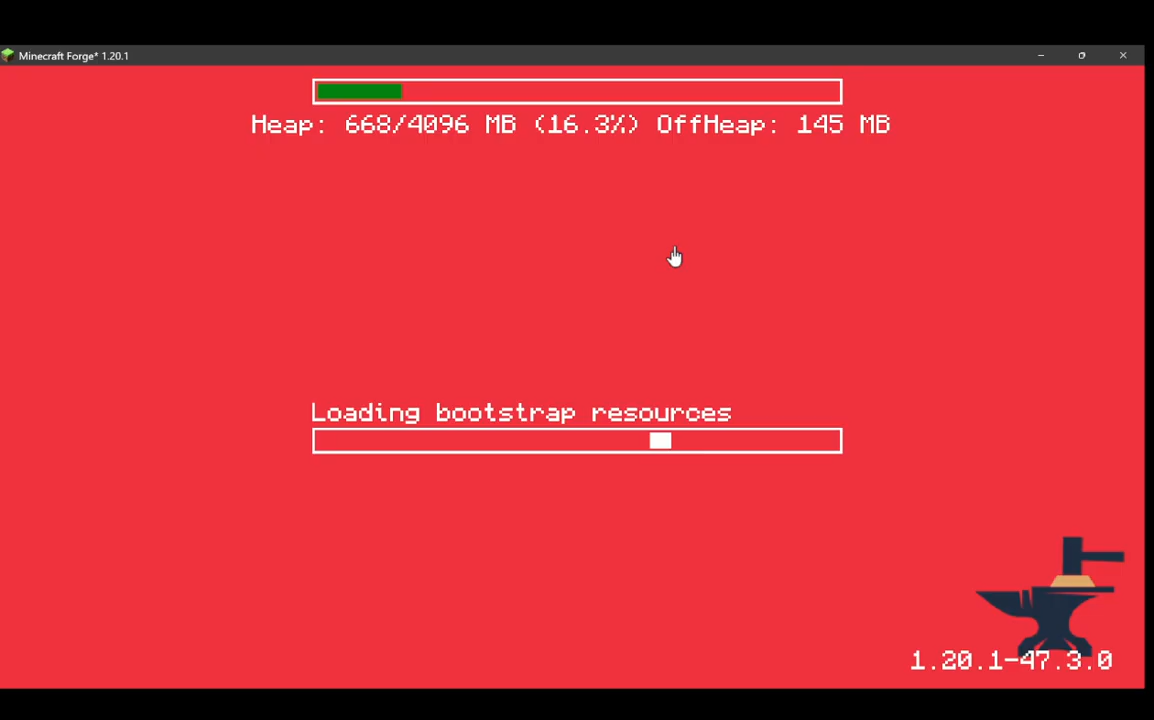 Minecraft Forge* 1.20.1
Heap: 668/4096 MB (16.3%) OffHeap: 145 MB
Loading bootstrap resources
1.20.1-47.3.0